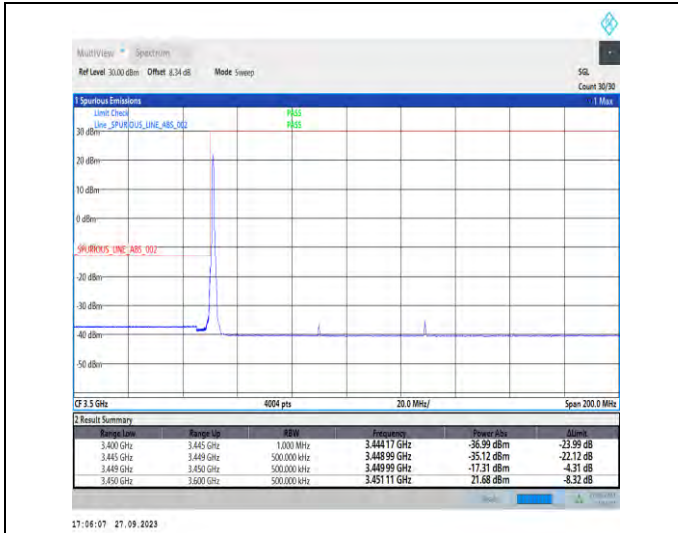 MultiView Spectrum
Ref Level 30.00 dBm Offset 8.34 dB Mode Sweep SGL
Count 30/30
1 Spurious Emissions 1 Max
Limit Check PASS
Line _SPURIOUS_LINE_ABS_002 PASS
30 dBm
20 dBm
10 dBm
0 dBm
_SPURIOUS_LINE_ABS_002
-20 dBm
-30 dBm
-40 dBm
-50 dBm
CF 3.5 GHz 4004 pts 20.0 MHz/ Span 200.0 MHz
2 Result Summary
Range Low Range Up RBW Frequency Power Abs ΔLimit
3.400 GHz 3.445 GHz 1.000 MHz 3.444 17 GHz -36.99 dBm -23.99 dB
3.445 GHz 3.449 GHz 500.000 kHz 3.448 99 GHz -35.12 dBm -22.12 dB
3.449 GHz 3.450 GHz 500.000 kHz 3.449 99 GHz -17.31 dBm -4.31 dB
3.450 GHz 3.600 GHz 500.000 kHz 3.451 11 GHz 21.68 dBm -8.32 dB
17:06:07 27.09.2023